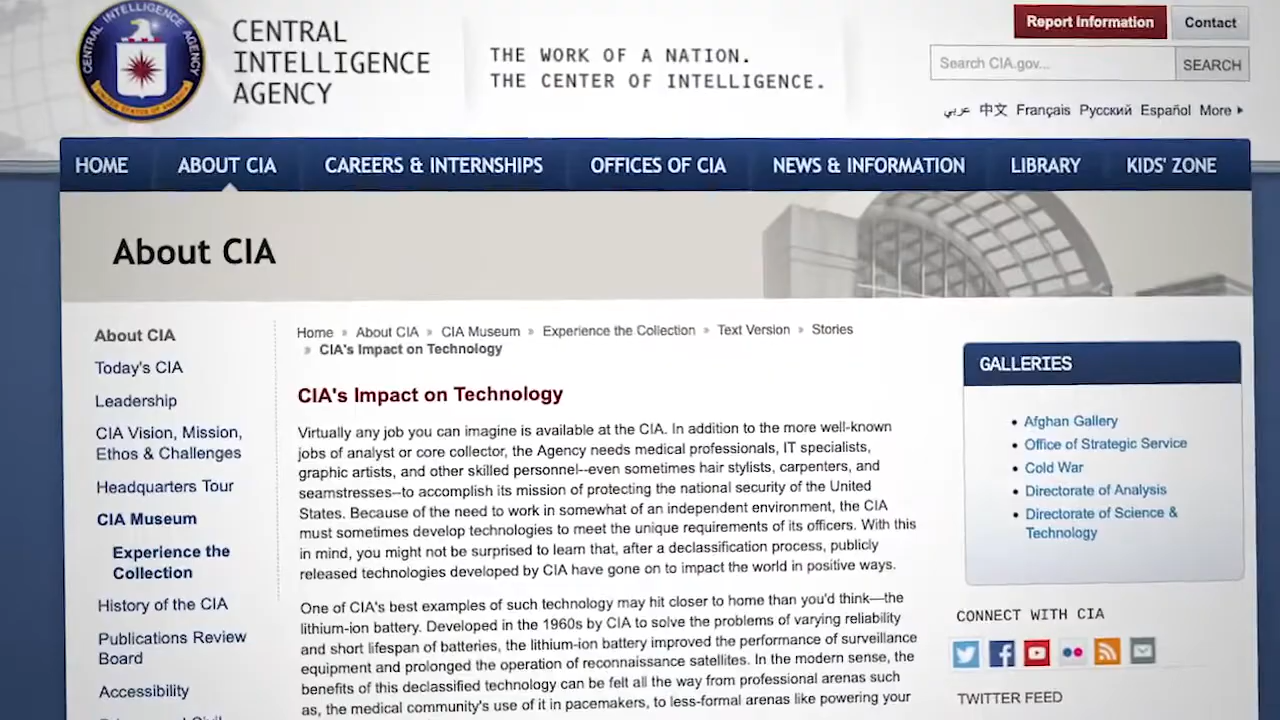 CENTRAL INTELLIGENCE AGENCY
UNITED STATES OF AMERICA
CENTRAL
INTELLIGENCE
AGENCY
THE WORK OF A NATION.
THE CENTER OF INTELLIGENCE.
Report Information
Contact
Search CIA.gov...
SEARCH
عربي 中文 Français Русский Español More
HOME
ABOUT CIA
CAREERS & INTERNSHIPS
OFFICES OF CIA
NEWS & INFORMATION
LIBRARY
KIDS' ZONE
About CIA
About CIA
Today's CIA
Leadership
CIA Vision, Mission,
Ethos & Challenges
Headquarters Tour
CIA Museum
Experience the
Collection
History of the CIA
Publications Review
Board
Accessibility
Home » About CIA » CIA Museum » Experience the Collection » Text Version » Stories
» CIA's Impact on Technology
CIA's Impact on Technology
Virtually any job you can imagine is available at the CIA. In addition to the more well-known
jobs of analyst or core collector, the Agency needs medical professionals, IT specialists,
graphic artists, and other skilled personnel--even sometimes hair stylists, carpenters, and
seamstresses--to accomplish its mission of protecting the national security of the United
States. Because of the need to work in somewhat of an independent environment, the CIA
must sometimes develop technologies to meet the unique requirements of its officers. With this
in mind, you might not be surprised to learn that, after a declassification process, publicly
released technologies developed by CIA have gone on to impact the world in positive ways.
One of CIA's best examples of such technology may hit closer to home than you'd think—the
lithium-ion battery. Developed in the 1960s by CIA to solve the problems of varying reliability
and short lifespan of batteries, the lithium-ion battery improved the performance of surveillance
equipment and prolonged the operation of reconnaissance satellites. In the modern sense, the
benefits of this declassified technology can be felt all the way from professional arenas such
as, the medical community's use of it in pacemakers, to less-formal arenas like powering your
GALLERIES
• Afghan Gallery
• Office of Strategic Service
• Cold War
• Directorate of Analysis
• Directorate of Science &
Technology
CONNECT WITH CIA
TWITTER FEED